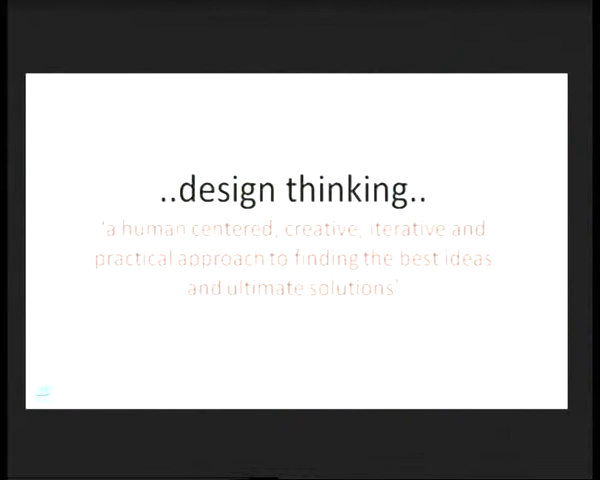 ..design thinking..
'a human centered, creative, iterative and
practical approach to finding the best ideas
and ultimate solutions'